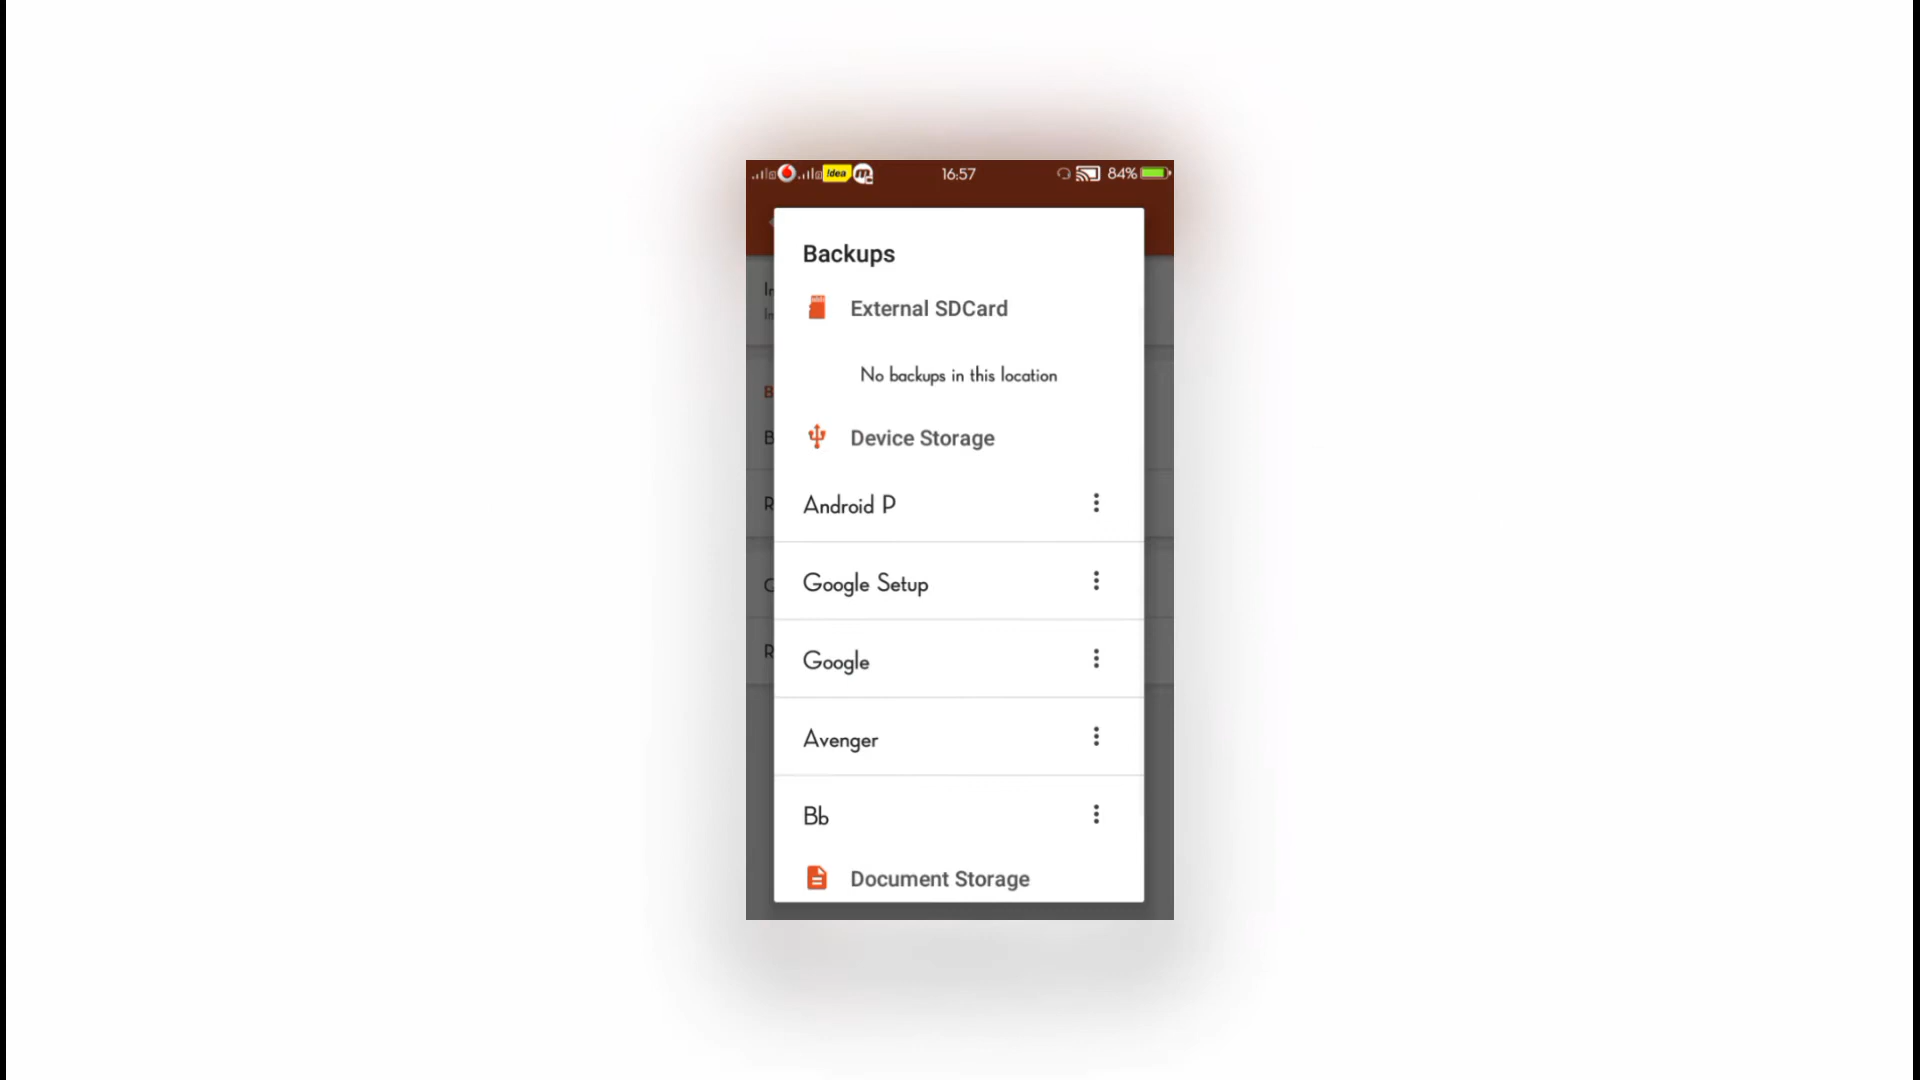 !dea 16:57 84%
Backups
External SDCard
No backups in this location
Device Storage
Android P
Google Setup
Google
Avenger
Bb
Document Storage